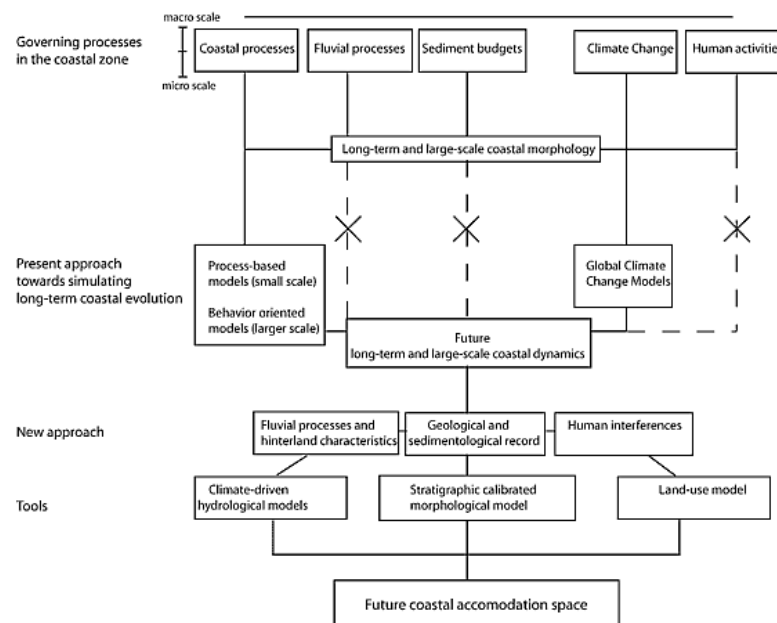 macro scale
Governing processes
in the coastal zone
Coastal processes
Fluvial processes
Sediment budgets
Climate Change
Human activities
micro scale
Long-term and large-scale coastal morphology
Present approach
towards simulating
long-term coastal evolution
Process-based
models (small scale)
Behavior oriented
models (larger scale)
Global Climate
Change Models
Future
long-term and large-scale coastal dynamics
New approach
Fluvial processes and
hinterland characteristics
Geological and
sedimentological record
Human interferences
Tools
Climate-driven
hydrological models
Stratigraphic calibrated
morphological model
Land-use model
Future coastal accomodation space